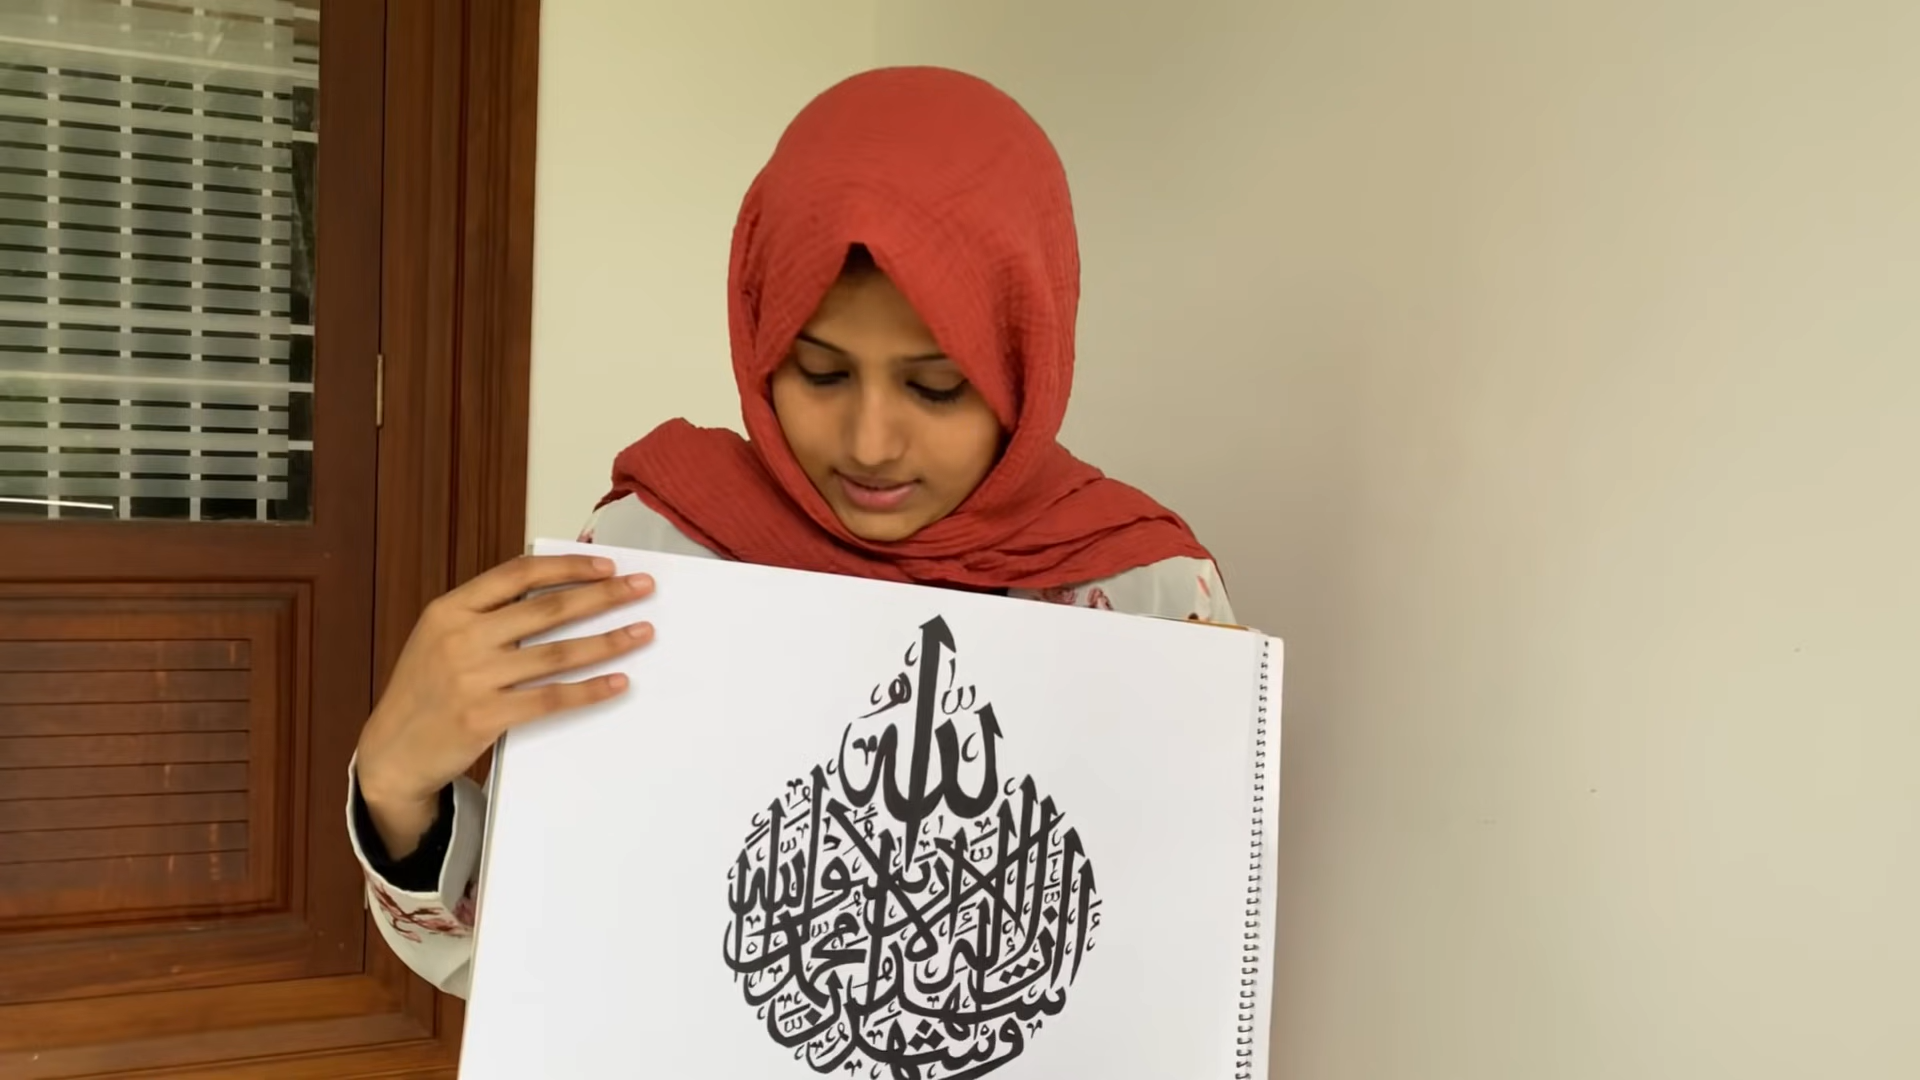 أشهد أن لا إله إلا الله وأشهد أن محمدا رسول الله